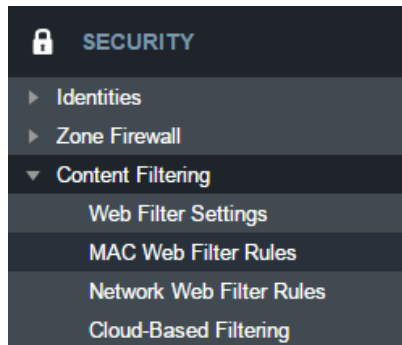 SECURITY
Identities
Zone Firewall
Content Filtering
Web Filter Settings
MAC Web Filter Rules
Network Web Filter Rules
Cloud-Based Filtering